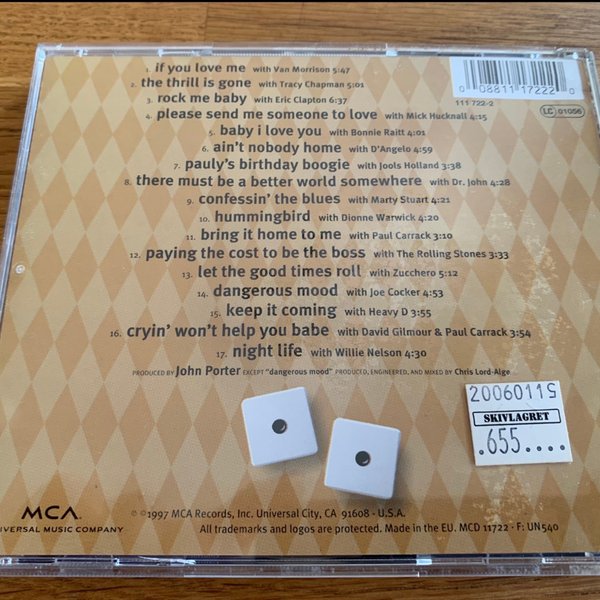 1. if you love me with Van Morrison 5:47
2. the thrill is gone with Tracy Chapman 5:01
3. rock me baby with Eric Clapton 6:37
4. please send me someone to love with Mick Hucknall 4:15
5. baby i love you with Bonnie Raitt 4:01
6. ain't nobody home with D'Angelo 4:59
7. pauly's birthday boogie with Jools Holland 3:38
8. there must be a better world somewhere with Dr. John 4:28
9. confessin' the blues with Marty Stuart 4:21
10. hummingbird with Dionne Warwick 4:20
11. bring it home to me with Paul Carrack 3:10
12. paying the cost to be the boss with The Rolling Stones 3:33
13. let the good times roll with Zucchero 5:12
14. dangerous mood with Joe Cocker 4:53
15. keep it coming with Heavy D 3:55
16. cryin' won't help you babe with David Gilmour & Paul Carrack 3:54
17. night life with Willie Nelson 4:30
PRODUCED BY John Porter EXCEPT "dangerous mood" PRODUCED, ENGINEERED, AND MIXED BY Chris Lord-Alge
0 08811 17222 0
111 722-2
LC 01056
20060115
SKIVLAGRET
.655....
MCA
UNIVERSAL MUSIC COMPANY
℗ ©1997 MCA Records, Inc. Universal City, CA 91608 · U.S.A.
All trademarks and logos are protected. Made in the EU. MCD 11722 · F: UN540